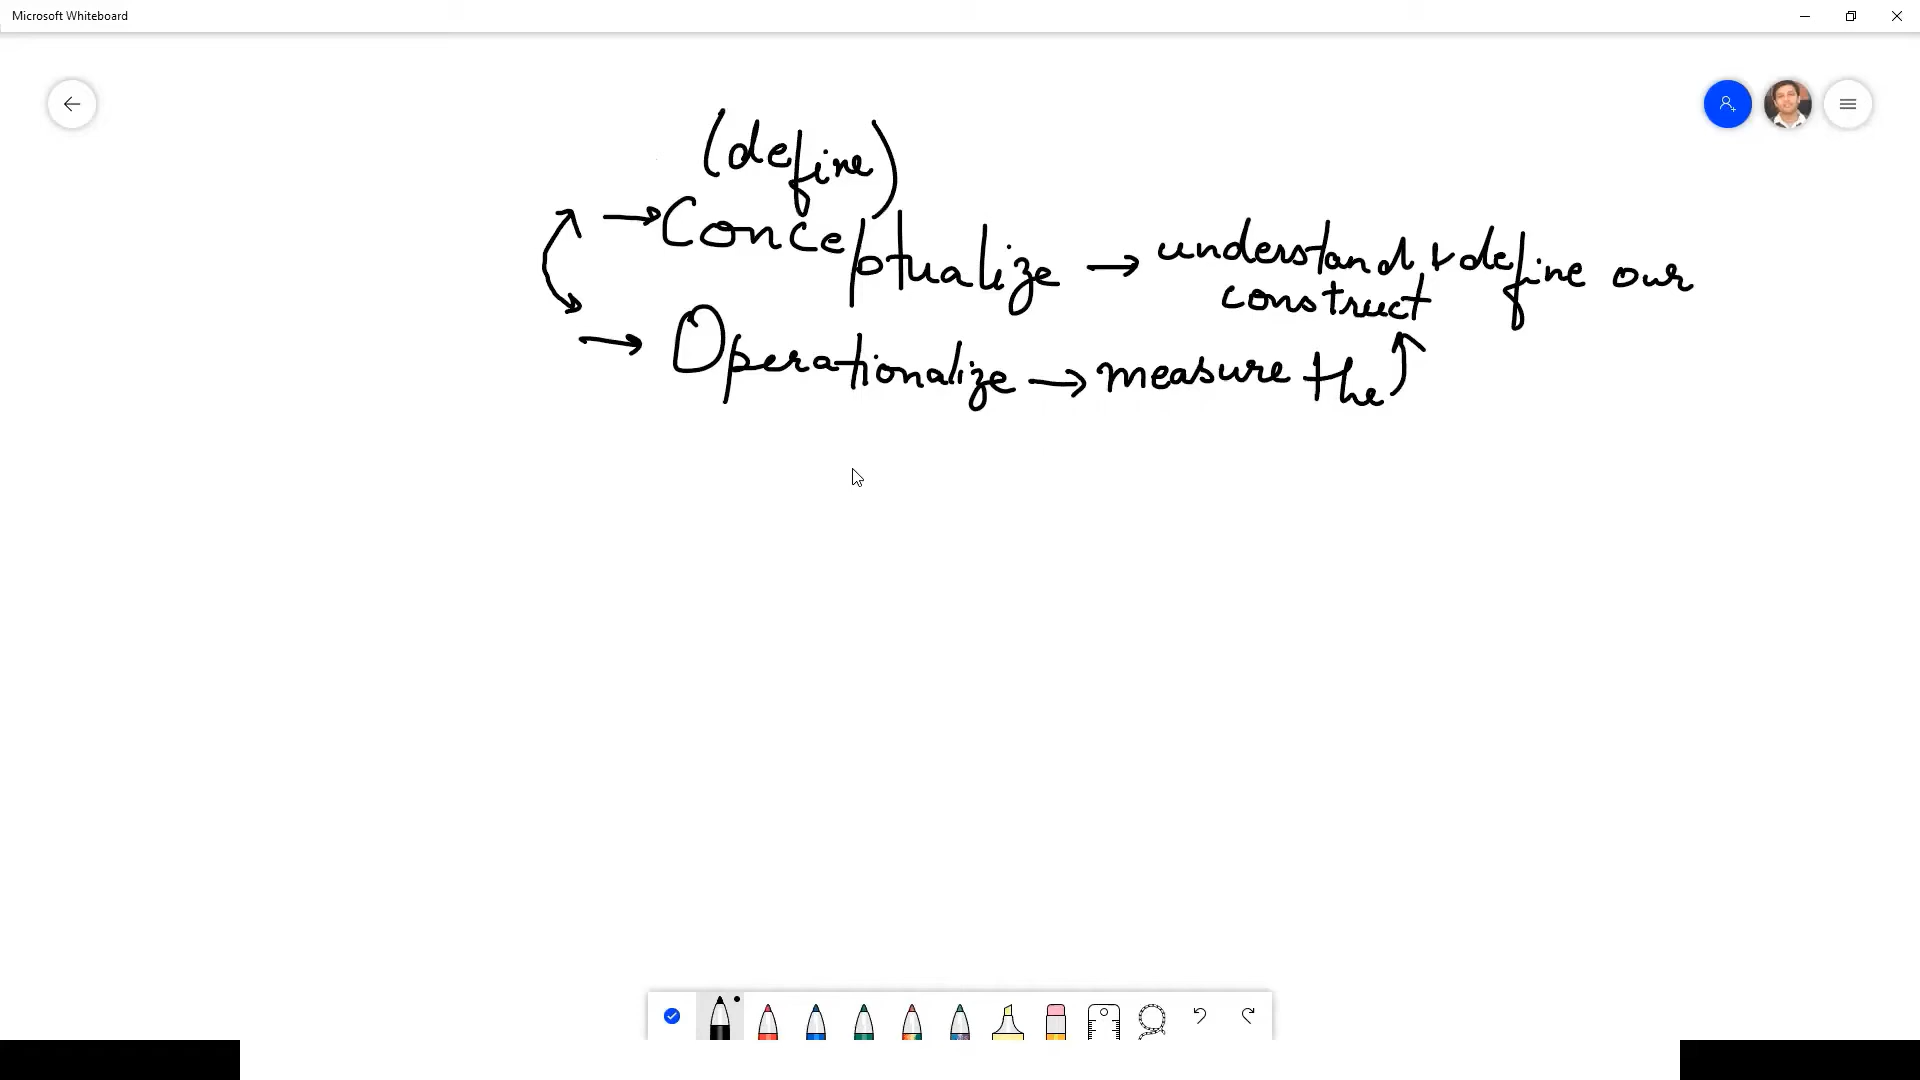 Microsoft Whiteboard
(define)
→ Conceptualize → understand & define our
construct
→ Operationalize → measure the